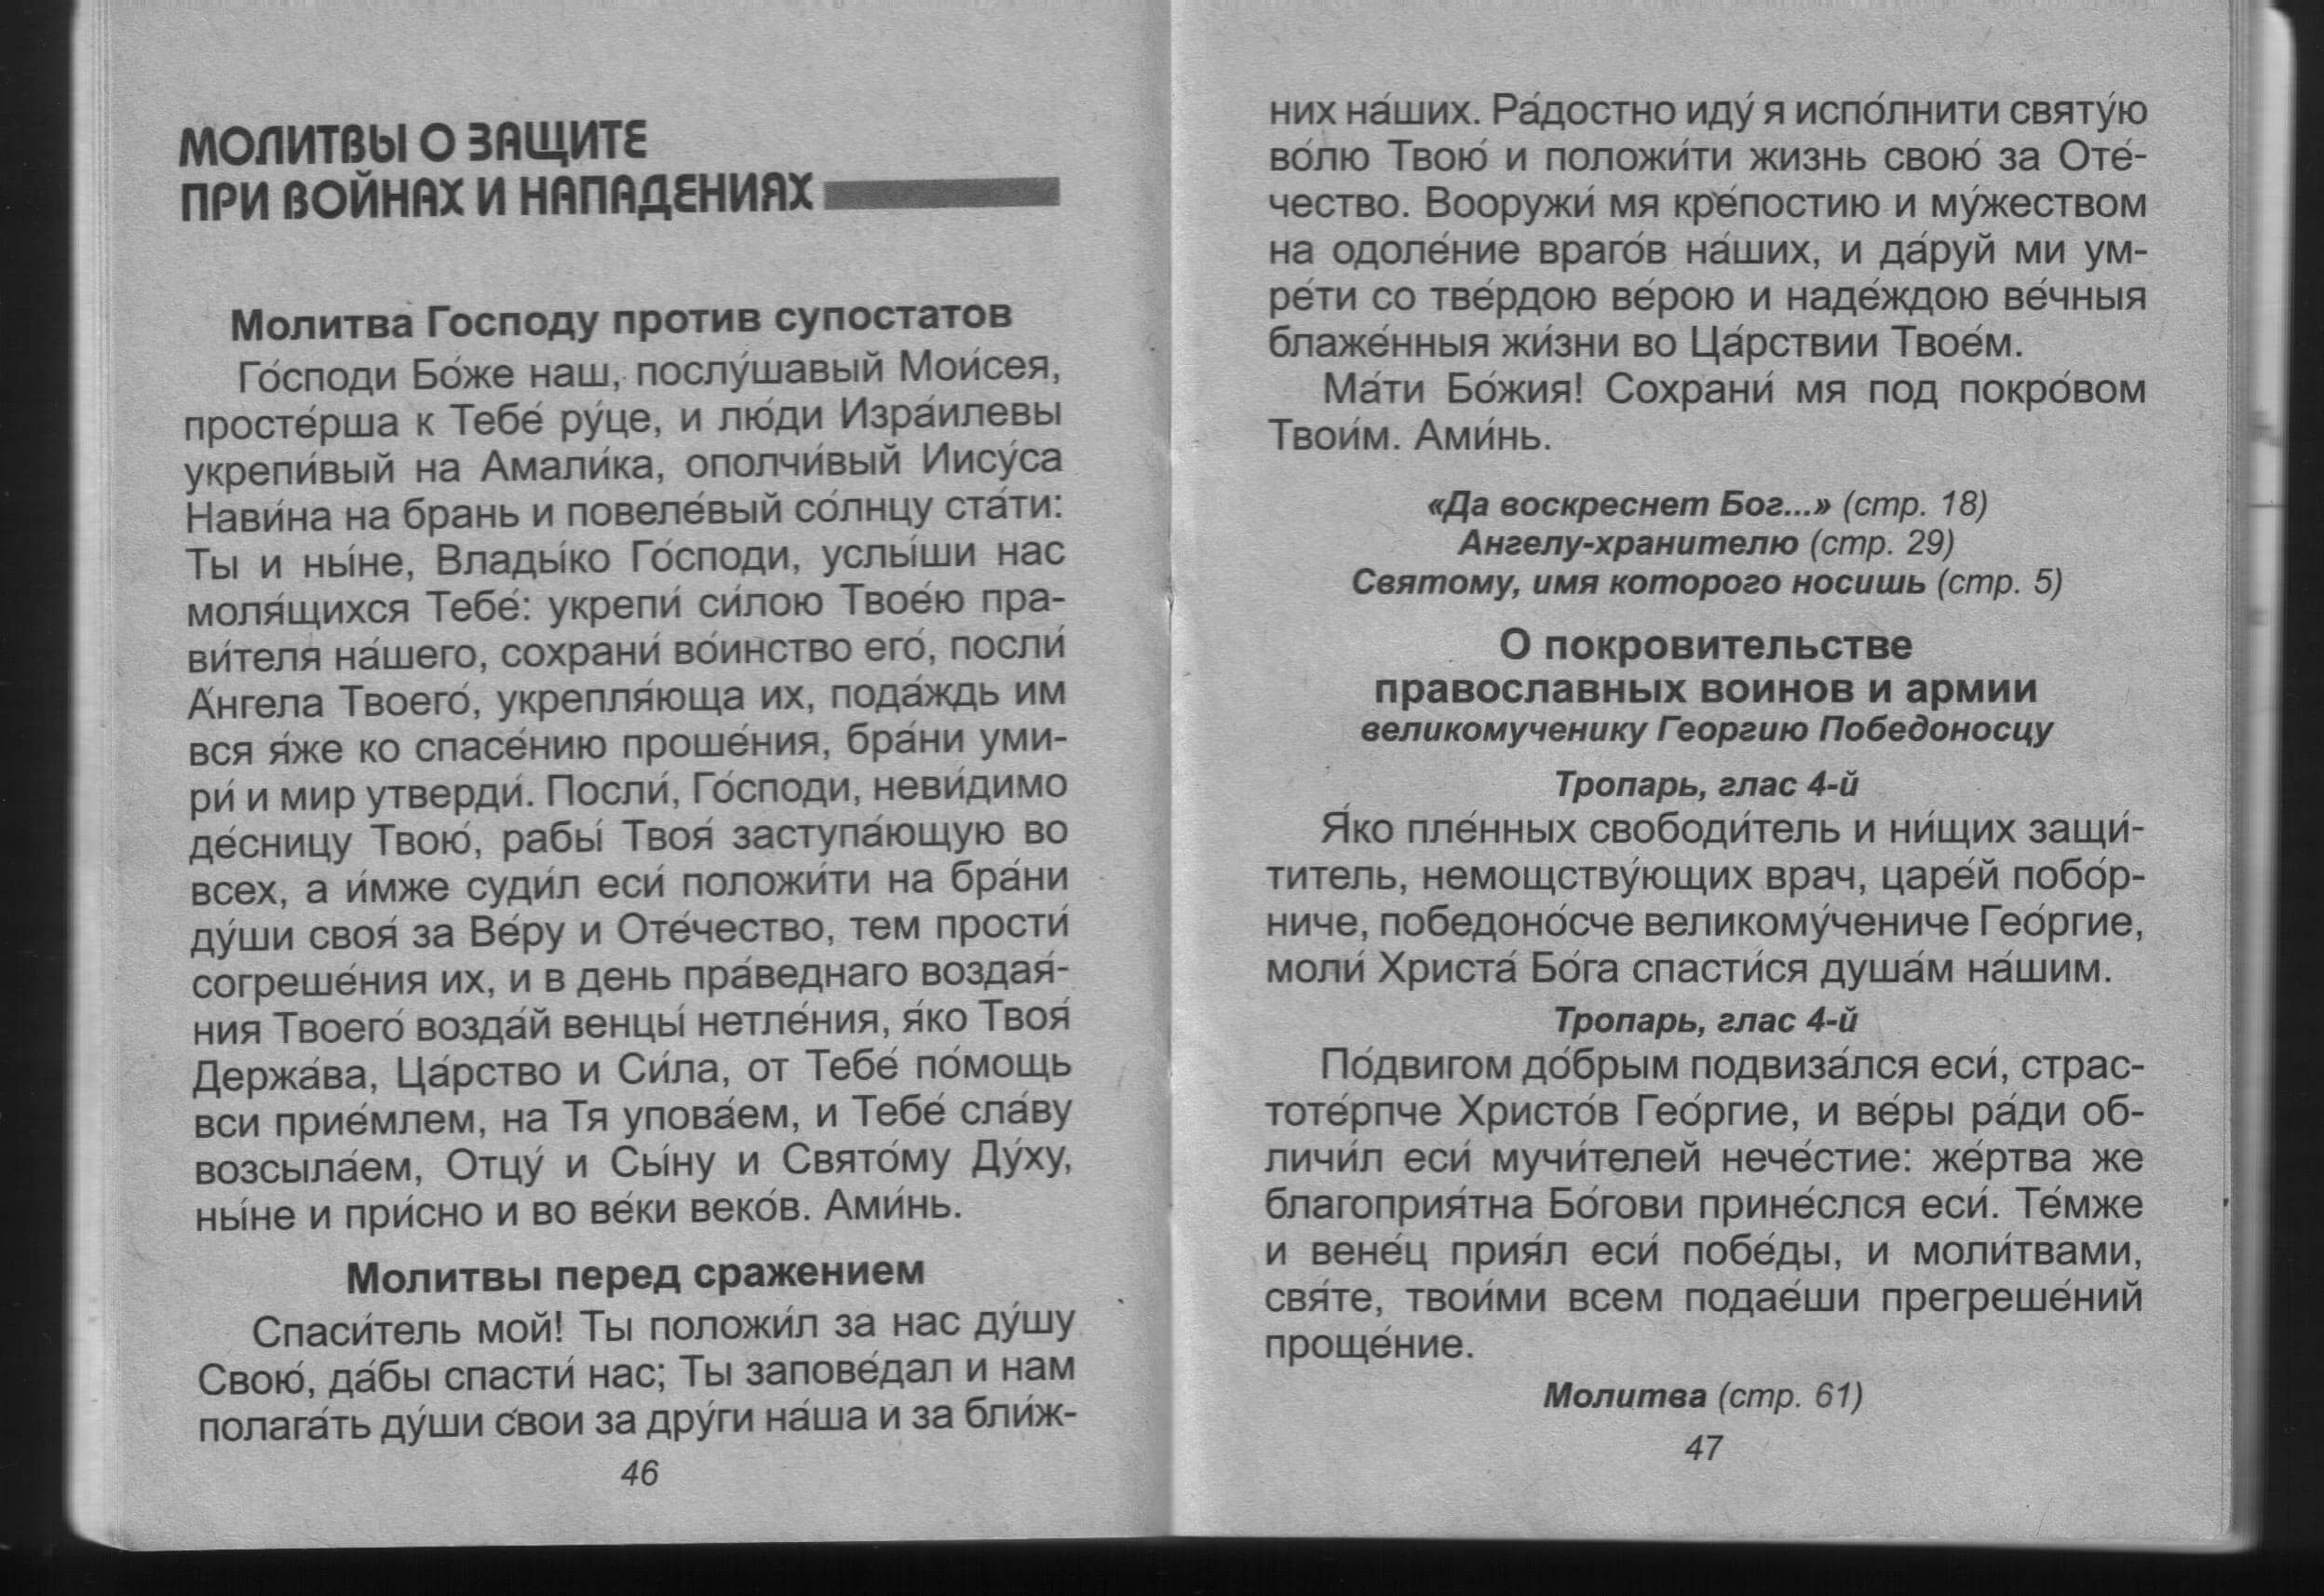 МОЛИТВЫ О ЗАЩИТЕ
ПРИ ВОЙНАХ И НАПАДЕНИЯХ
Молитва Господу против супостатов
Го́споди Бо́же наш, послу́шавый Моисе́я,
просте́рша к Тебе́ ру́це, и лю́ди Изра́илевы
укрепи́вый на Амали́ка, ополчи́вый Иису́са
Нави́на на брань и повеле́вый со́лнцу ста́ти:
Ты и ны́не, Влады́ко Го́споди, услы́ши нас
моля́щихся Тебе́: укрепи́ си́лою Твое́ю пра-
ви́теля на́шего, сохрани́ во́инство его́, посли́
А́нгела Твоего́, укрепля́юща их, пода́ждь им
вся я́же ко спасе́нию проше́ния, бра́ни уми-
ри́ и мир утверди́. Посли́, Го́споди, неви́димо
де́сницу Твою́, рабы́ Твоя́ заступа́ющую во
всех, а и́мже суди́л еси́ положи́ти на бра́ни
ду́ши своя́ за Ве́ру и Оте́чество, тем прости́
согреше́ния их, и в день пра́веднаго воздая́-
ния Твоего́ возда́й венцы́ нетле́ния, я́ко Твоя́
Держа́ва, Ца́рство и Си́ла, от Тебе́ по́мощь
вси прие́млем, на Тя упова́ем, и Тебе́ сла́ву
возсыла́ем, Отцу́ и Сы́ну и Свято́му Ду́ху,
ны́не и при́сно и во ве́ки веко́в. Ами́нь.
Молитвы перед сражением
Спаси́тель мой! Ты положи́л за нас ду́шу
Свою́, да́бы спасти́ нас; Ты запове́дал и нам
полага́ть ду́ши свои за дру́ги на́ша и за бли́ж-
46
них на́ших. Ра́достно иду́ я испо́лнити святу́ю
во́лю Твою́ и положи́ти жизнь свою́ за Оте́-
чество. Вооружи́ мя кре́постию и му́жеством
на одоле́ние враго́в на́ших, и да́руй ми ум-
ре́ти со тве́рдою ве́рою и наде́ждою ве́чныя
блаже́нныя жи́зни во Ца́рствии Твое́м.
Ма́ти Бо́жия! Сохрани́ мя под покро́вом
Твои́м. Ами́нь.
«Да воскреснет Бог...» (стр. 18)
Ангелу-хранителю (стр. 29)
Святому, имя которого носишь (стр. 5)
О покровительстве
православных воинов и армии
великомученику Георгию Победоносцу
Тропарь, глас 4-й
Я́ко пле́нных свободи́тель и ни́щих защи́-
титель, немощству́ющих врач, царе́й побо́р-
ниче, победоно́сче великому́чениче Гео́ргие,
моли́ Христа́ Бо́га спасти́ся душа́м на́шим.
Тропарь, глас 4-й
По́двигом до́брым подвиза́лся еси́, страс-
тоте́рпче Христо́в Гео́ргие, и ве́ры ра́ди об-
личи́л еси́ мучи́телей нече́стие: же́ртва же
благоприя́тна Бо́гови прине́слся еси́. Те́мже
и вене́ц прия́л еси́ побе́ды, и моли́твами,
свя́те, твои́ми всем подае́ши прегреше́ний
проще́ние.
Молитва (стр. 61)
47